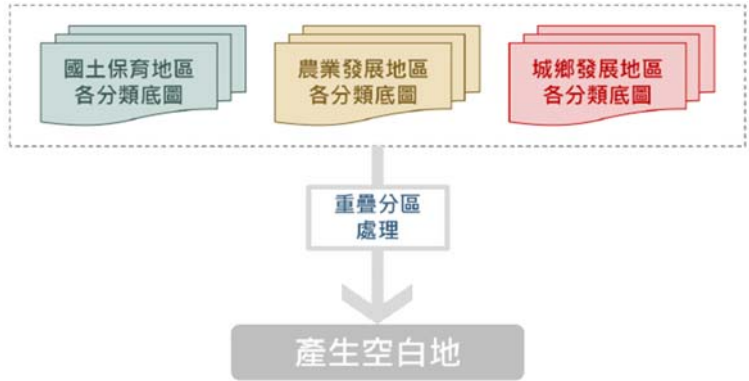 國土保育地區
各分類底圖
農業發展地區
各分類底圖
城鄉發展地區
各分類底圖
重疊分區
處理
產生空白地